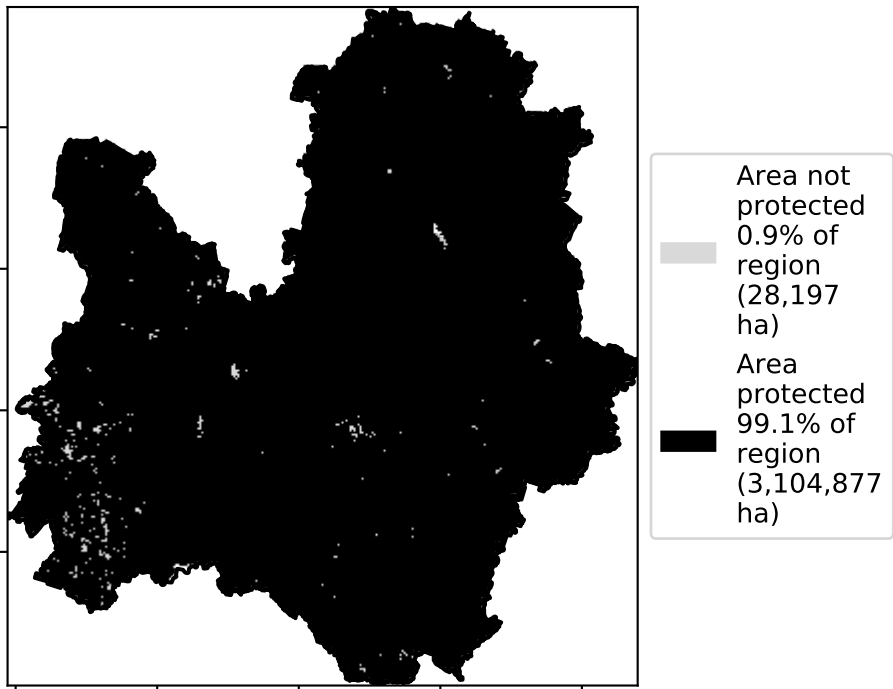 Area not
protected
0.9% of
region
(28,197
ha)
Area
protected
99.1% of
region
(3,104,877
ha)